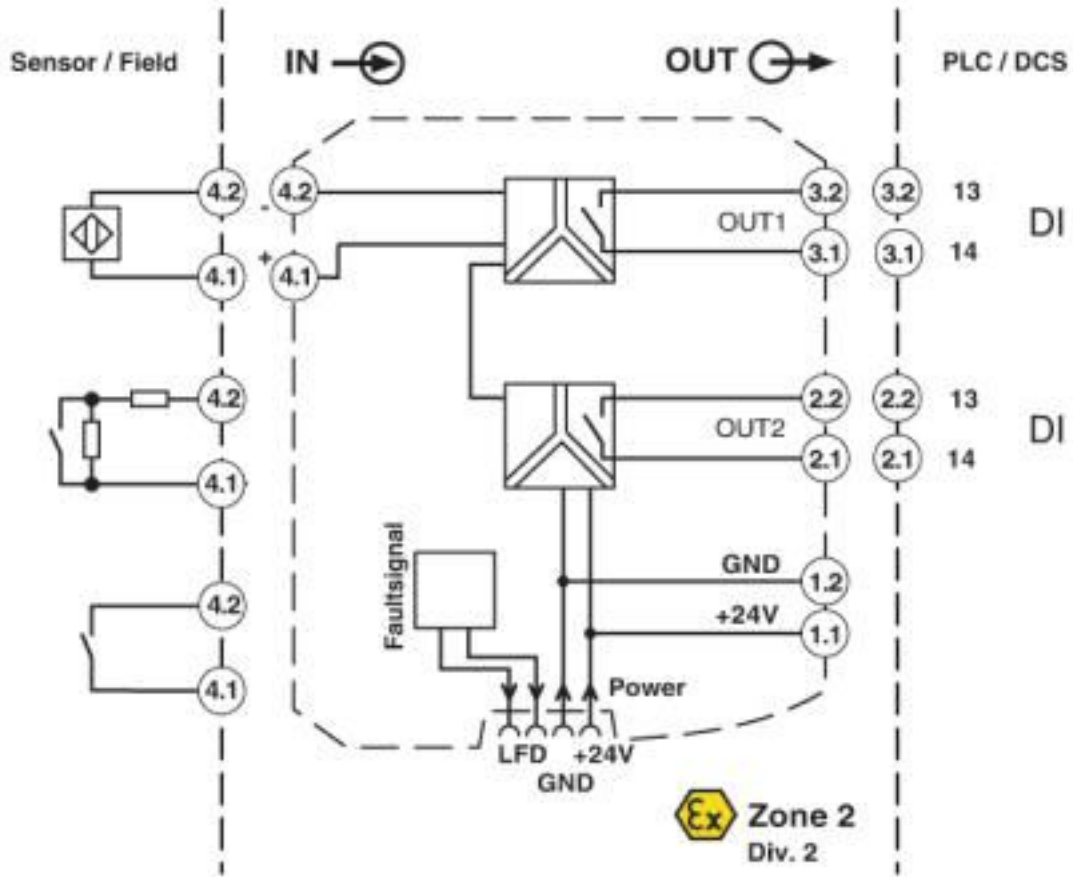 Sensor / Field
IN
OUT
PLC / DCS
4.2
4.2
-
3.2
3.2
13
OUT1
DI
4.1
+
4.1
3.1
3.1
14
4.2
2.2
2.2
13
OUT2
DI
4.1
2.1
2.1
14
Faultsignal
GND
1.2
4.2
+24V
1.1
4.1
Power
LFD
+24V
GND
Ex
Zone 2
Div. 2